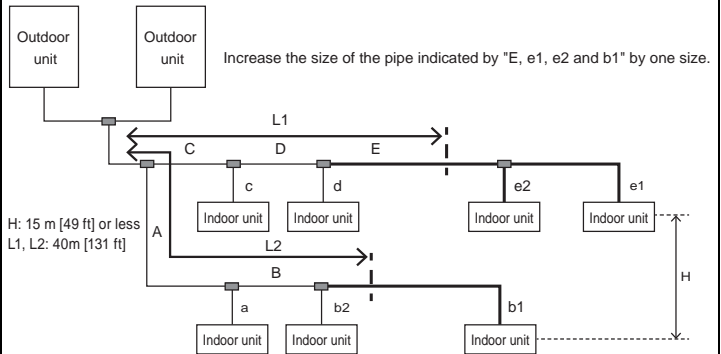 Outdoor unit
Outdoor unit
Increase the size of the pipe indicated by "E, e1, e2 and b1" by one size.
L1
C
D
E
c
d
e2
e1
Indoor unit
Indoor unit
Indoor unit
Indoor unit
H: 15 m [49 ft] or less
L1, L2: 40m [131 ft]
A
L2
H
B
a
b2
b1
Indoor unit
Indoor unit
Indoor unit